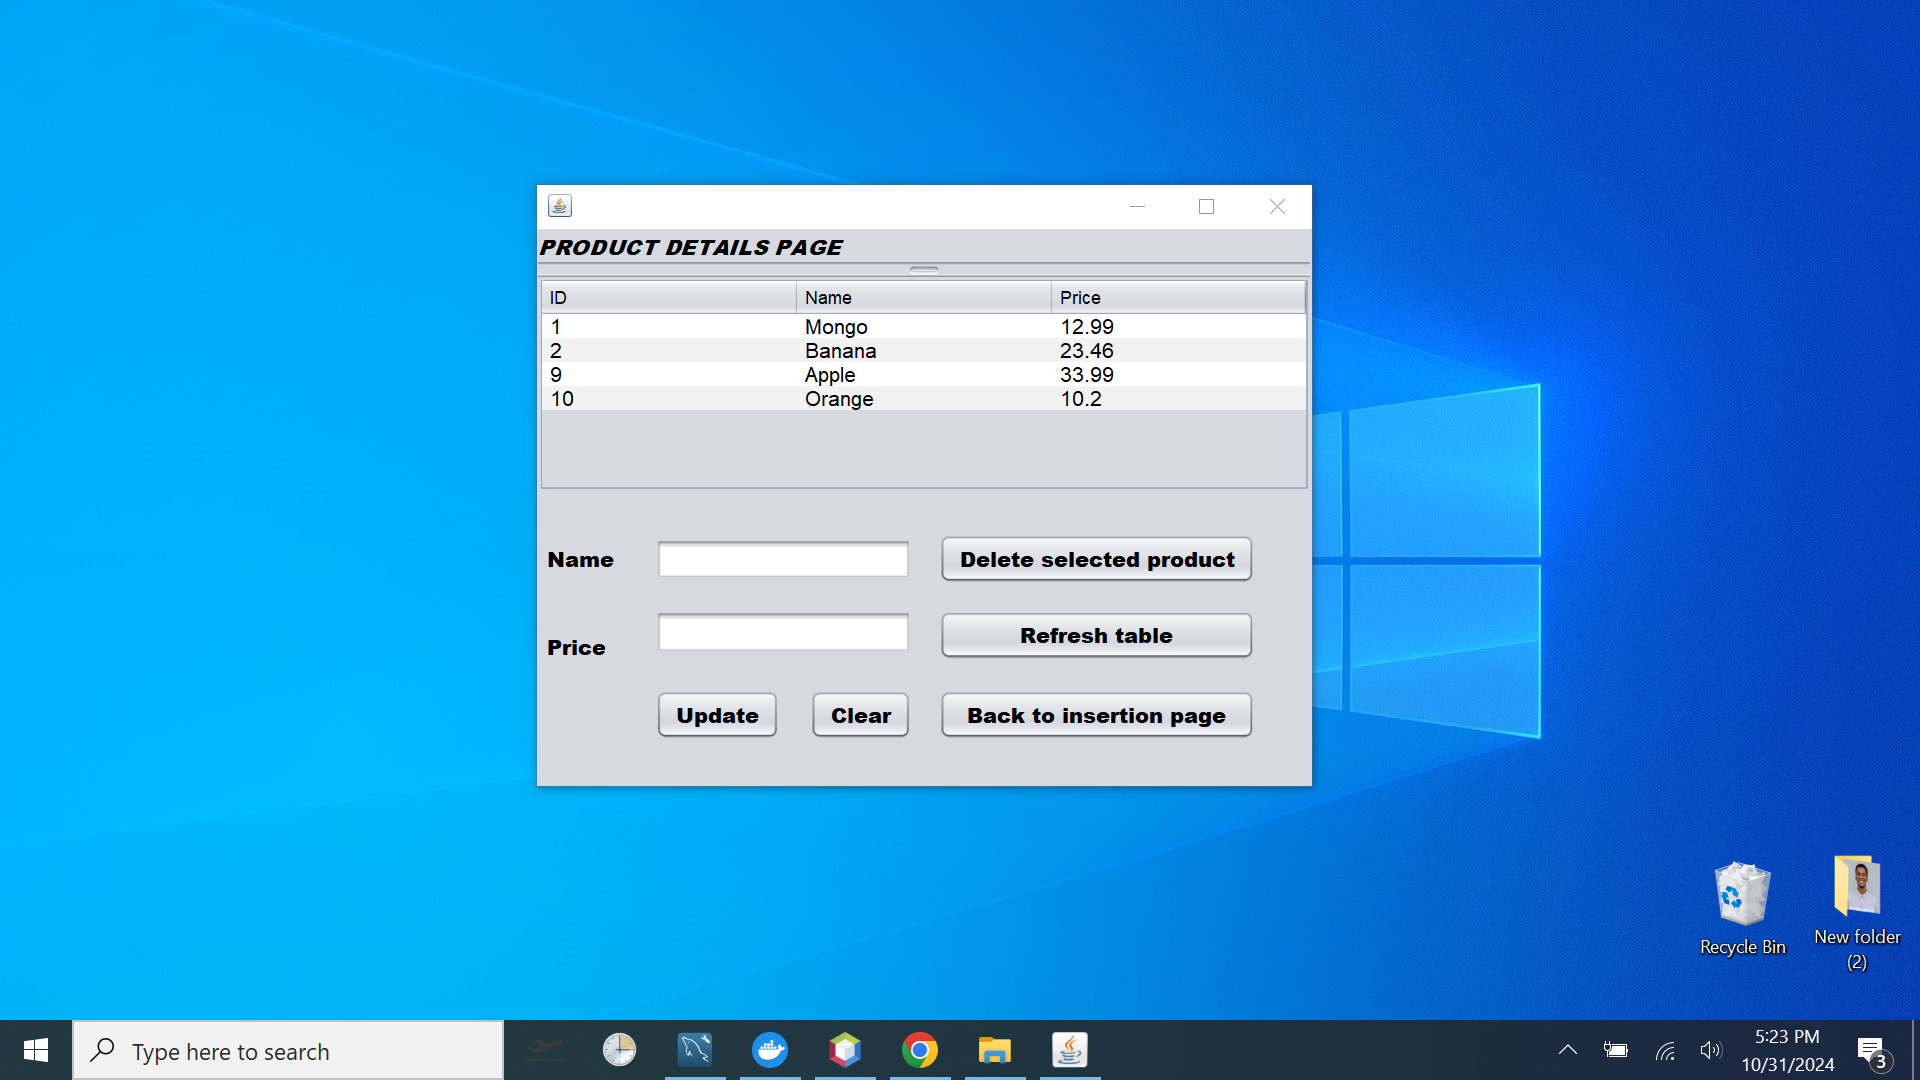 PRODUCT DETAILS PAGE
ID Name Price
1 Mongo 12.99
2 Banana 23.46
9 Apple 33.99
10 Orange 10.2
Name
Delete selected product
Price
Refresh table
Update
Clear
Back to insertion page
Recycle Bin
New folder
(2)
Type here to search
5:23 PM
10/31/2024
3